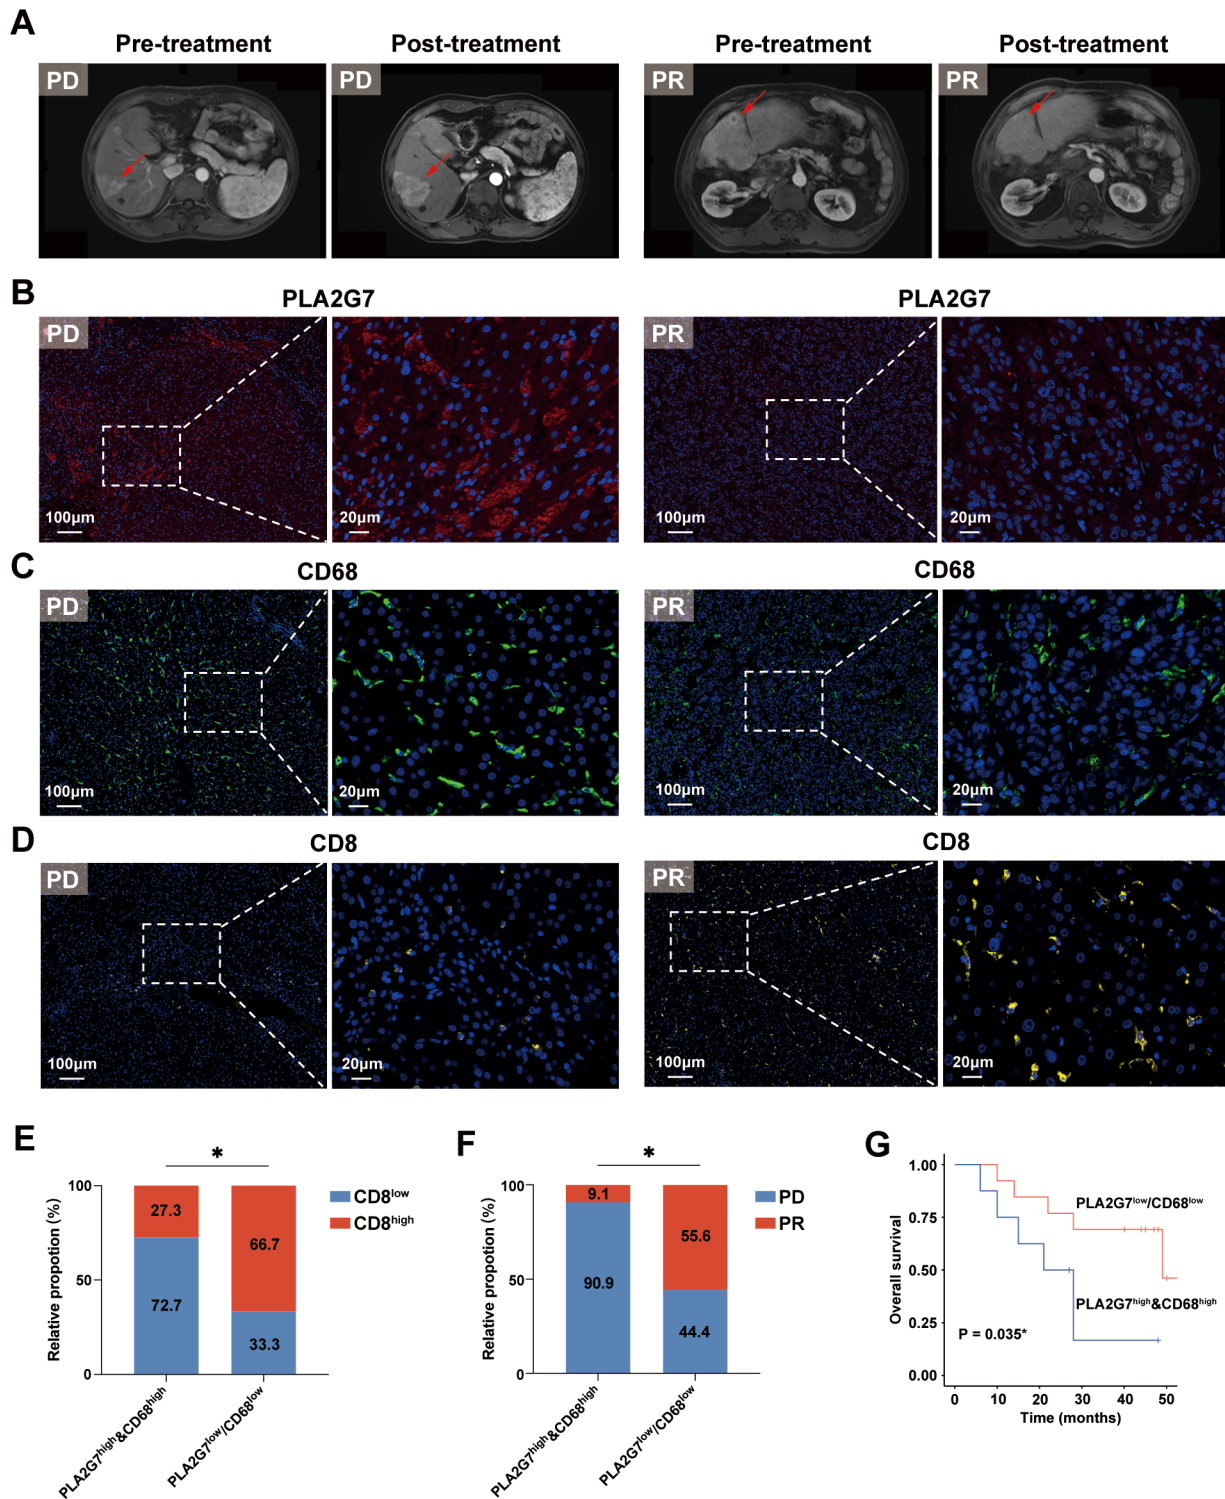 A
Pre-treatment
Post-treatment
Pre-treatment
Post-treatment
PD
PD
PR
PR
B
PLA2G7
PLA2G7
PD
PR
100μm
20μm
100μm
20μm
C
CD68
CD68
PD
PR
100μm
20μm
100μm
20μm
D
CD8
CD8
PD
PR
100μm
20μm
100μm
20μm
E
*
Relative propotion (%)
100
50
0
27.3
72.7
66.7
33.3
CD8low
CD8high
PLA2G7high&CD68high
PLA2G7low/CD68low
F
*
Relative propotion (%)
100
50
0
9.1
90.9
55.6
44.4
PD
PR
PLA2G7high&CD68high
PLA2G7low/CD68low
G
Overall survival
1.00
0.75
0.50
0.25
0.00
PLA2G7low/CD68low
PLA2G7high&CD68high
P = 0.035*
0 10 20 30 40 50
Time (months)